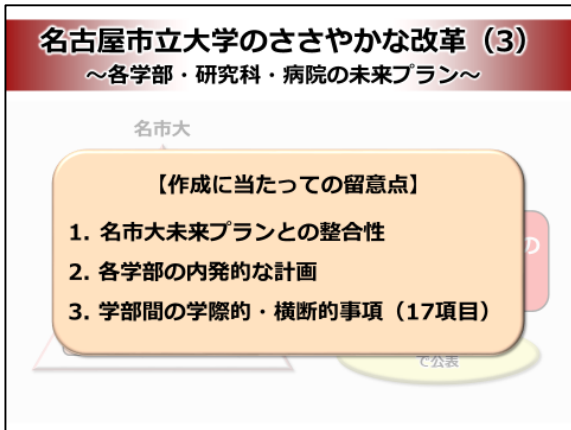 名古屋市立大学のささやかな改革（3）
～各学部・研究科・病院の未来プラン～
名市大
【作成に当たっての留意点】
1. 名市大未来プランとの整合性
の
2. 各学部の内発的な計画
3. 学部間の学際的・横断的事項（17項目）
で公表